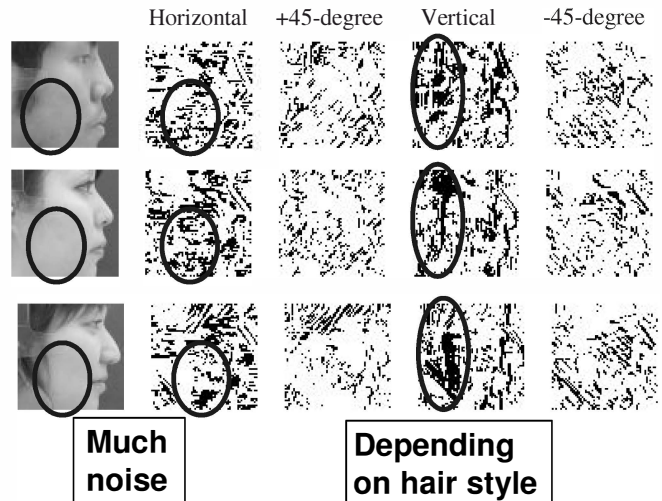 Horizontal +45-degree Vertical -45-degree
Much
noise
Depending
on hair style